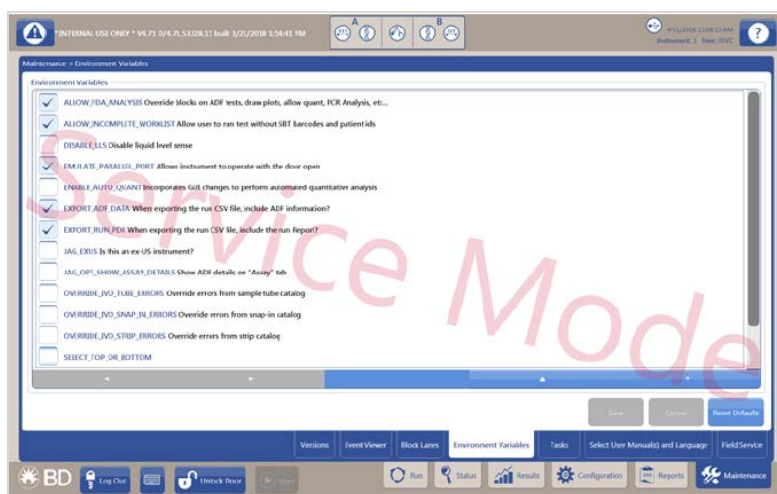 *INTERNAL USE ONLY * V4.71.0/4.71.53328.1: built 3/21/2018 1:54:41 PM
A
B
4/11/2018
Instrument: 1 User: JSVC
?
Maintenance > Environment Variables
Environment Variables
ALLOW_FDA_ANALYSIS Override blocks on ADF tests, draw plots, allow quant, PCR Analysis, etc...
ALLOW_INCOMPLETE_WORKLIST Allow user to run test without SBT barcodes and patient ids
DISABLE_LLS Disable liquid level sense
EMULATE_PARALLEL_PORT Allows instrument to operate with the door open
ENABLE_AUTO_QUANT Incorporates GUI changes to perform automated quantitative analysis
EXPORT_ADF_DATA When exporting the run CSV file, include ADF information?
EXPORT_RUN_PDF When exporting the run CSV file, include the run Report?
JAG_EXUS Is this an ex-US instrument?
JAG_OPT_SHOW_ASSAY_DETAILS Show ADF details on "Assay" tab
OVERRIDE_IVD_TUBE_ERRORS Override errors from sample tube catalog
OVERRIDE_IVD_SNAP_IN_ERRORS Override errors from snap-in catalog
OVERRIDE_IVD_STRIP_ERRORS Override errors from strip catalog
SELECT_TOP_OR_BOTTOM
Service Mode
Save Cancel Reset Defaults
Versions Event Viewer Block Lanes Environment Variables Tasks Select User Manual(s) and Language Field Service
BD Log Out Unlock Door Start Run Status Results Configuration Reports Maintenance